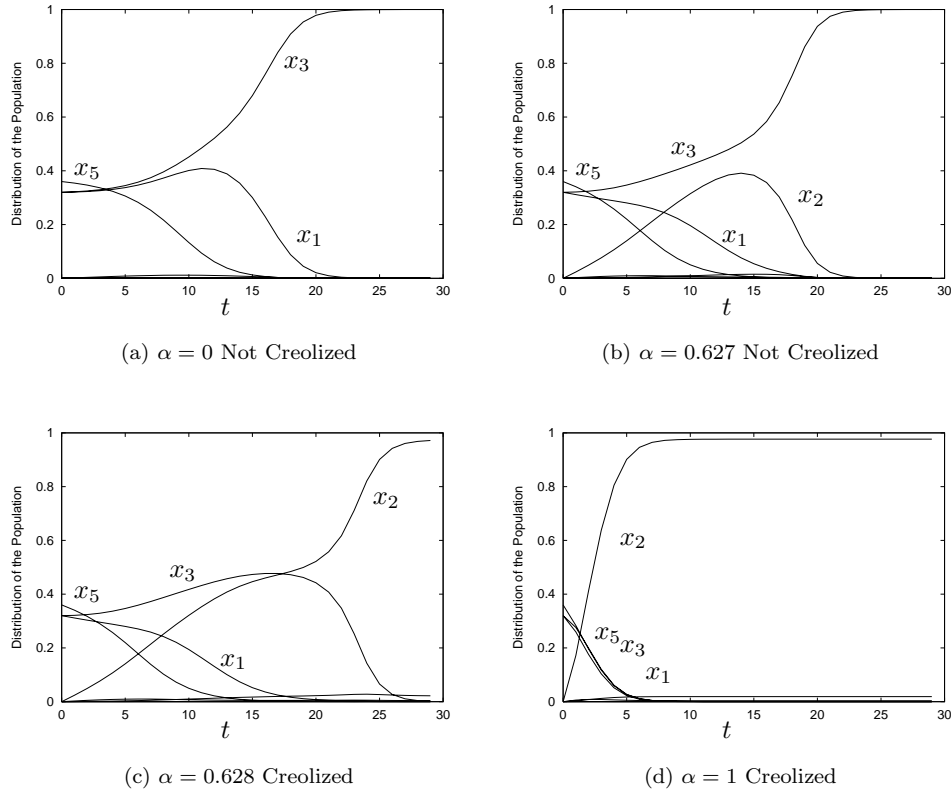 Distribution of the Population
1
0.8
0.6
0.4
0.2
0
x3
x5
x1
0 5 10 15 20 25 30
t
(a) α = 0 Not Creolized
Distribution of the Population
1
0.8
0.6
0.4
0.2
0
x3
x5
x2
x1
0 5 10 15 20 25 30
t
(b) α = 0.627 Not Creolized
Distribution of the Population
1
0.8
0.6
0.4
0.2
0
x2
x3
x5
x1
0 5 10 15 20 25 30
t
(c) α = 0.628 Creolized
Distribution of the Population
1
0.8
0.6
0.4
0.2
0
x2
x5 x3
x1
0 5 10 15 20 25 30
t
(d) α = 1 Creolized